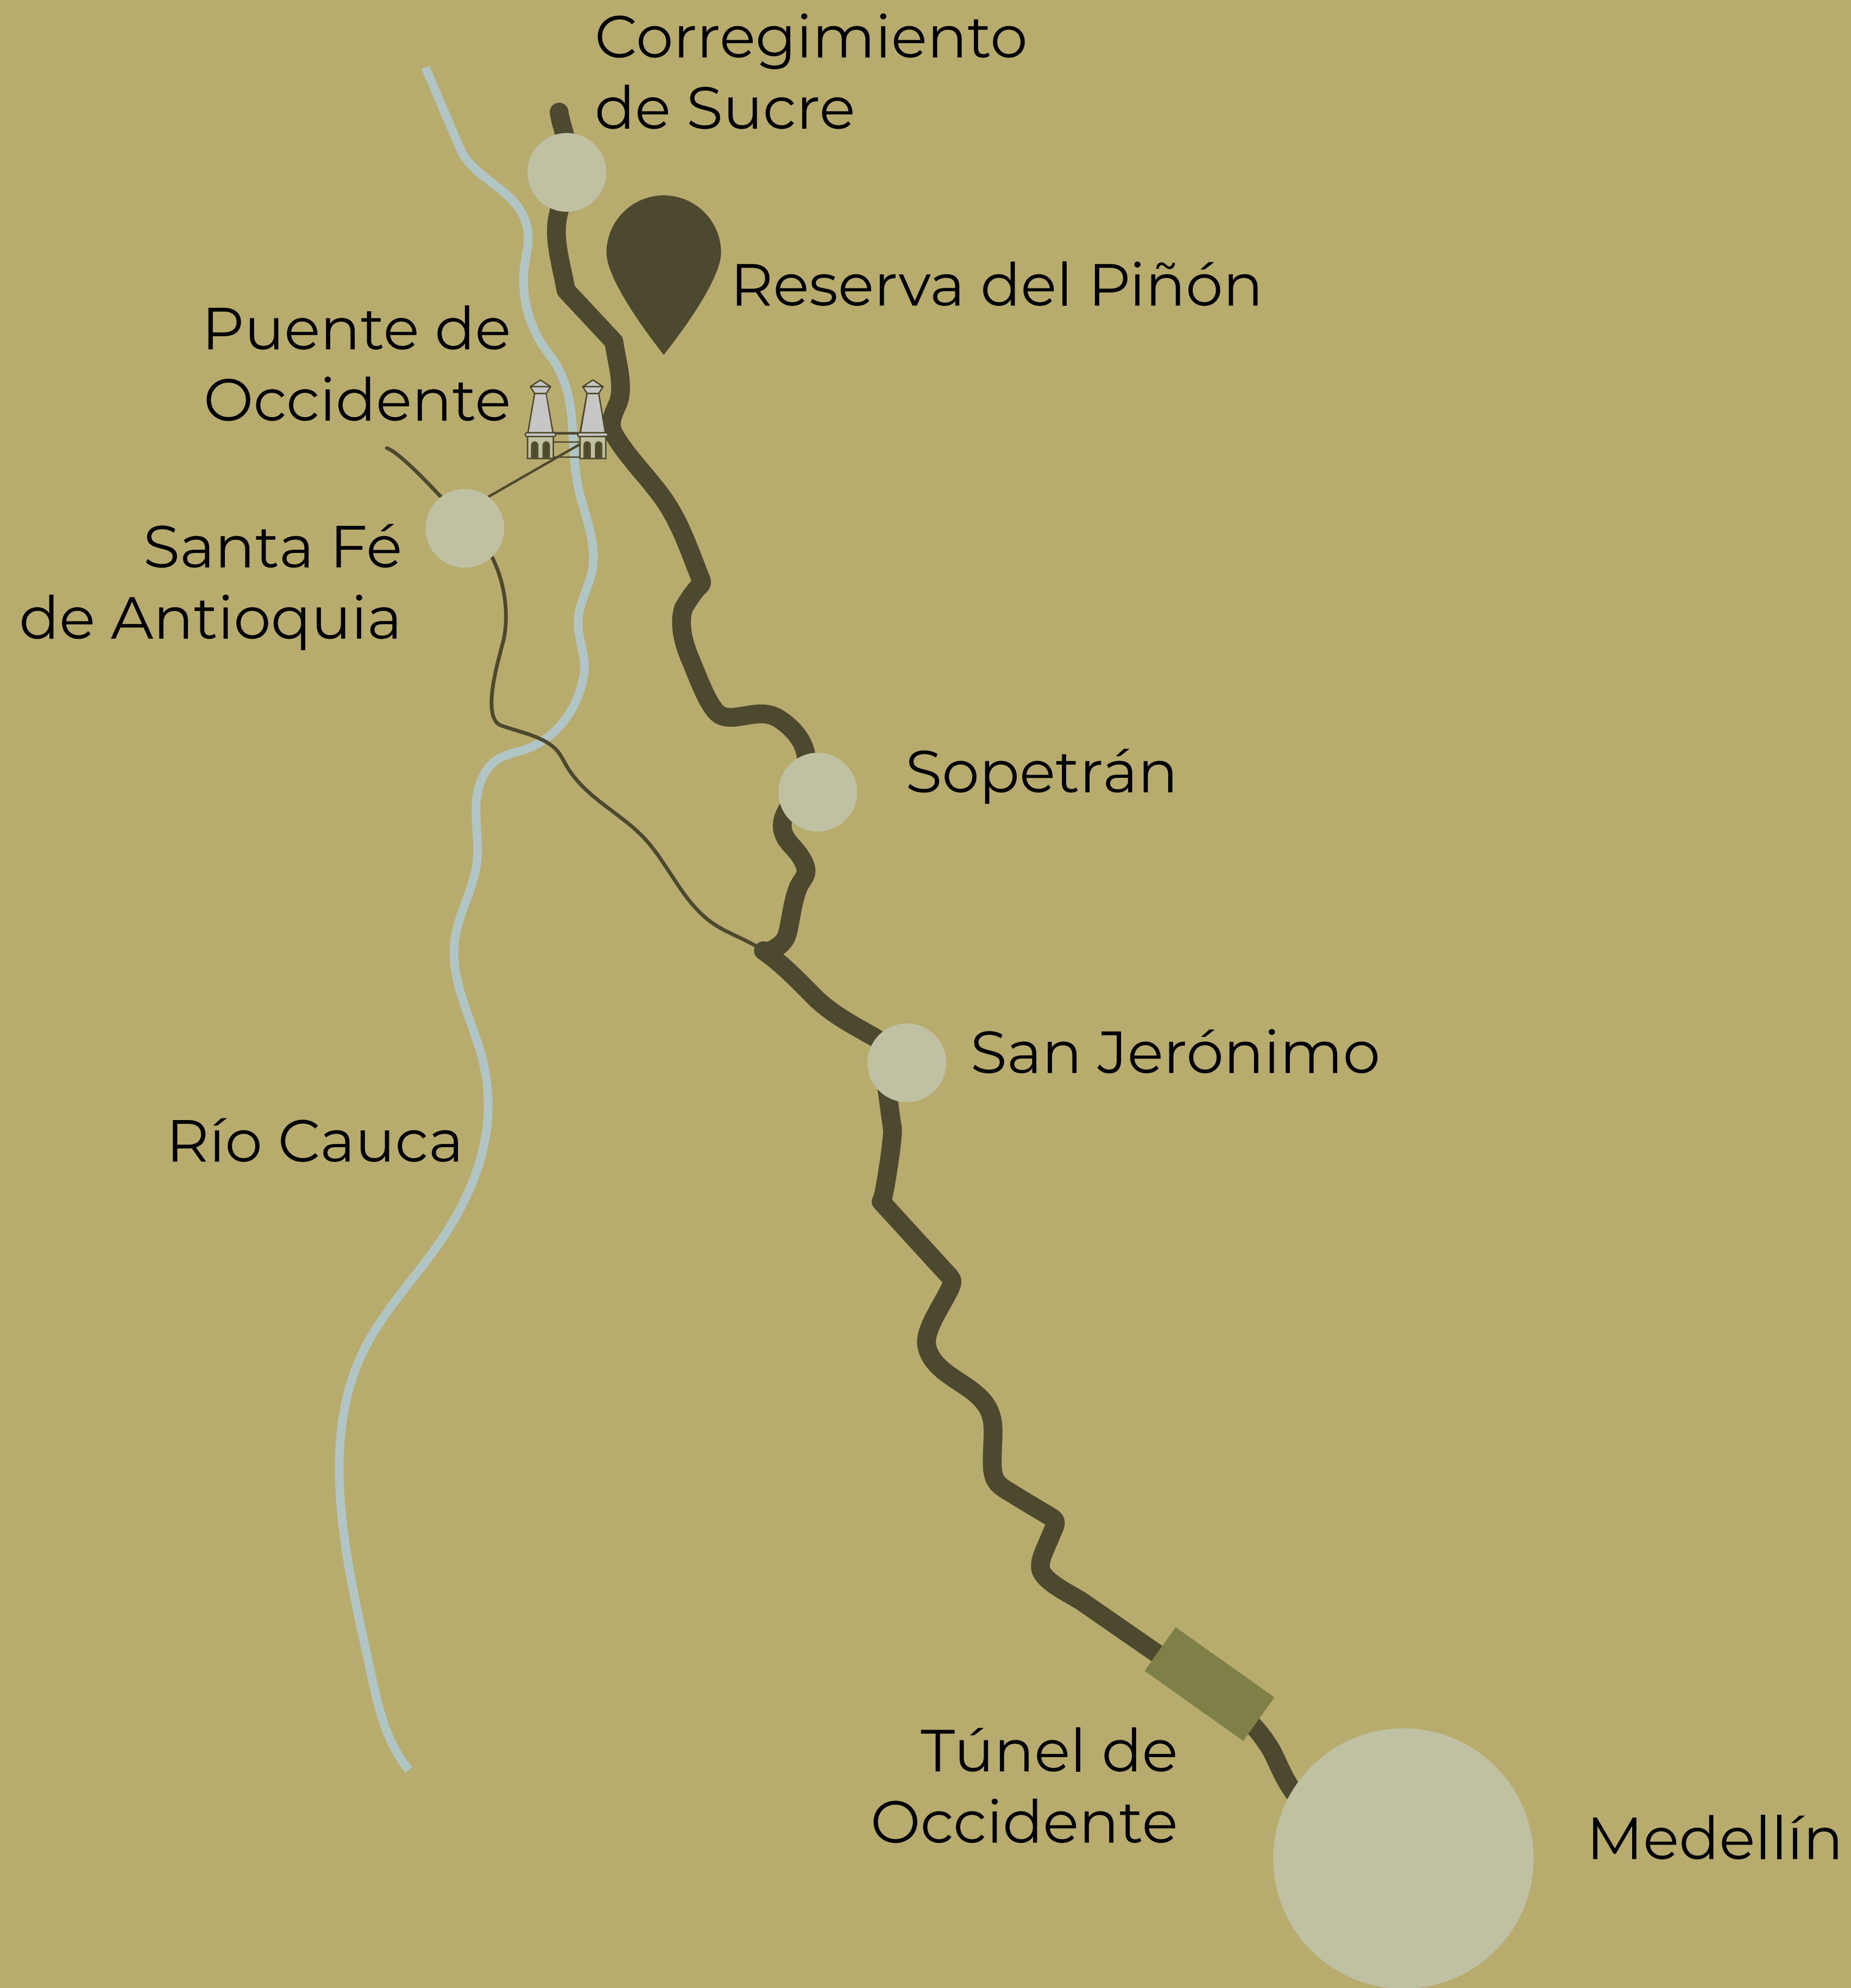 Corregimiento
de Sucre
Reserva del Piñón
Puente de
Occidente
Santa Fé
de Antioquia
Sopetrán
San Jerónimo
Río Cauca
Túnel de
Occidente
Medellín